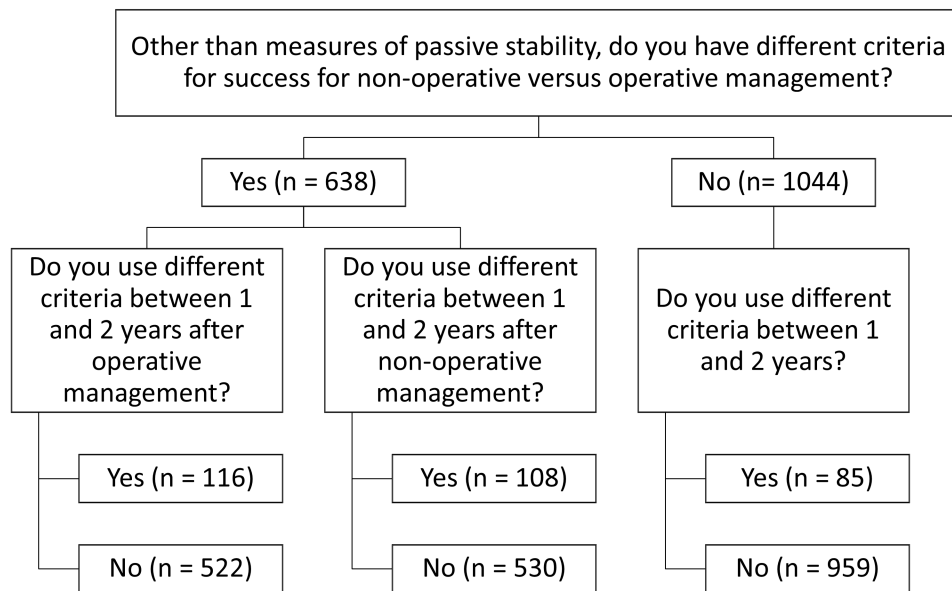 Other than measures of passive stability, do you have different criteria
for success for non-operative versus operative management?
Yes (n = 638)
No (n= 1044)
Do you use different
criteria between 1
and 2 years after
operative
management?
Do you use different
criteria between 1
and 2 years after
non-operative
management?
Do you use different
criteria between 1
and 2 years?
Yes (n = 116)
Yes (n = 108)
Yes (n = 85)
No (n = 522)
No (n = 530)
No (n = 959)